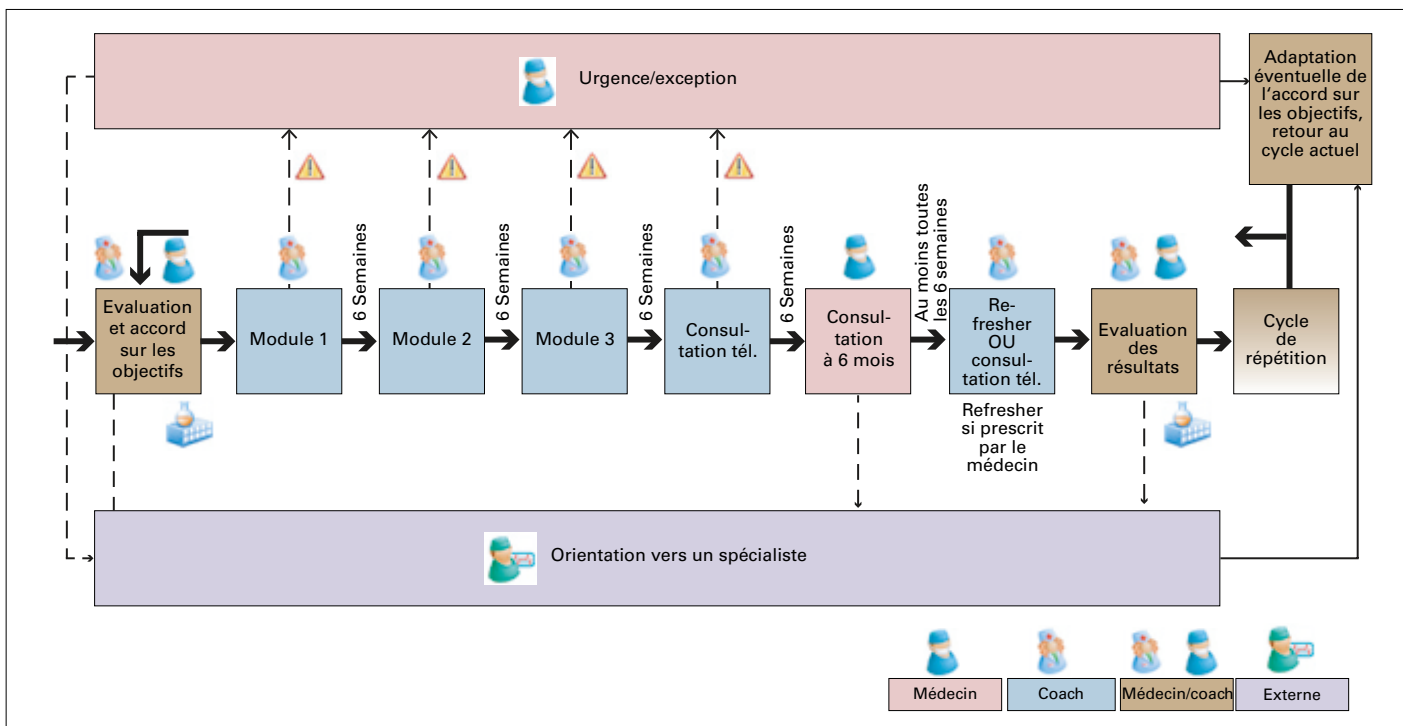 Urgence/exception
Adaptation
éventuelle de
l'accord sur
les objectifs,
retour au
cycle actuel
Evaluation
et accord
sur les
objectifs
Module 1
6 Semaines
Module 2
6 Semaines
Module 3
6 Semaines
Consul-
tation tél.
6 Semaines
Consul-
tation
à 6 mois
Au moins toutes
les 6 semaines
Re-
fresher
OU
consul-
tation tél.
Refresher
si prescrit
par le
médecin
Evaluation
des
résultats
Cycle
de
répétition
Orientation vers un spécialiste
Médecin
Coach
Médecin/coach
Externe